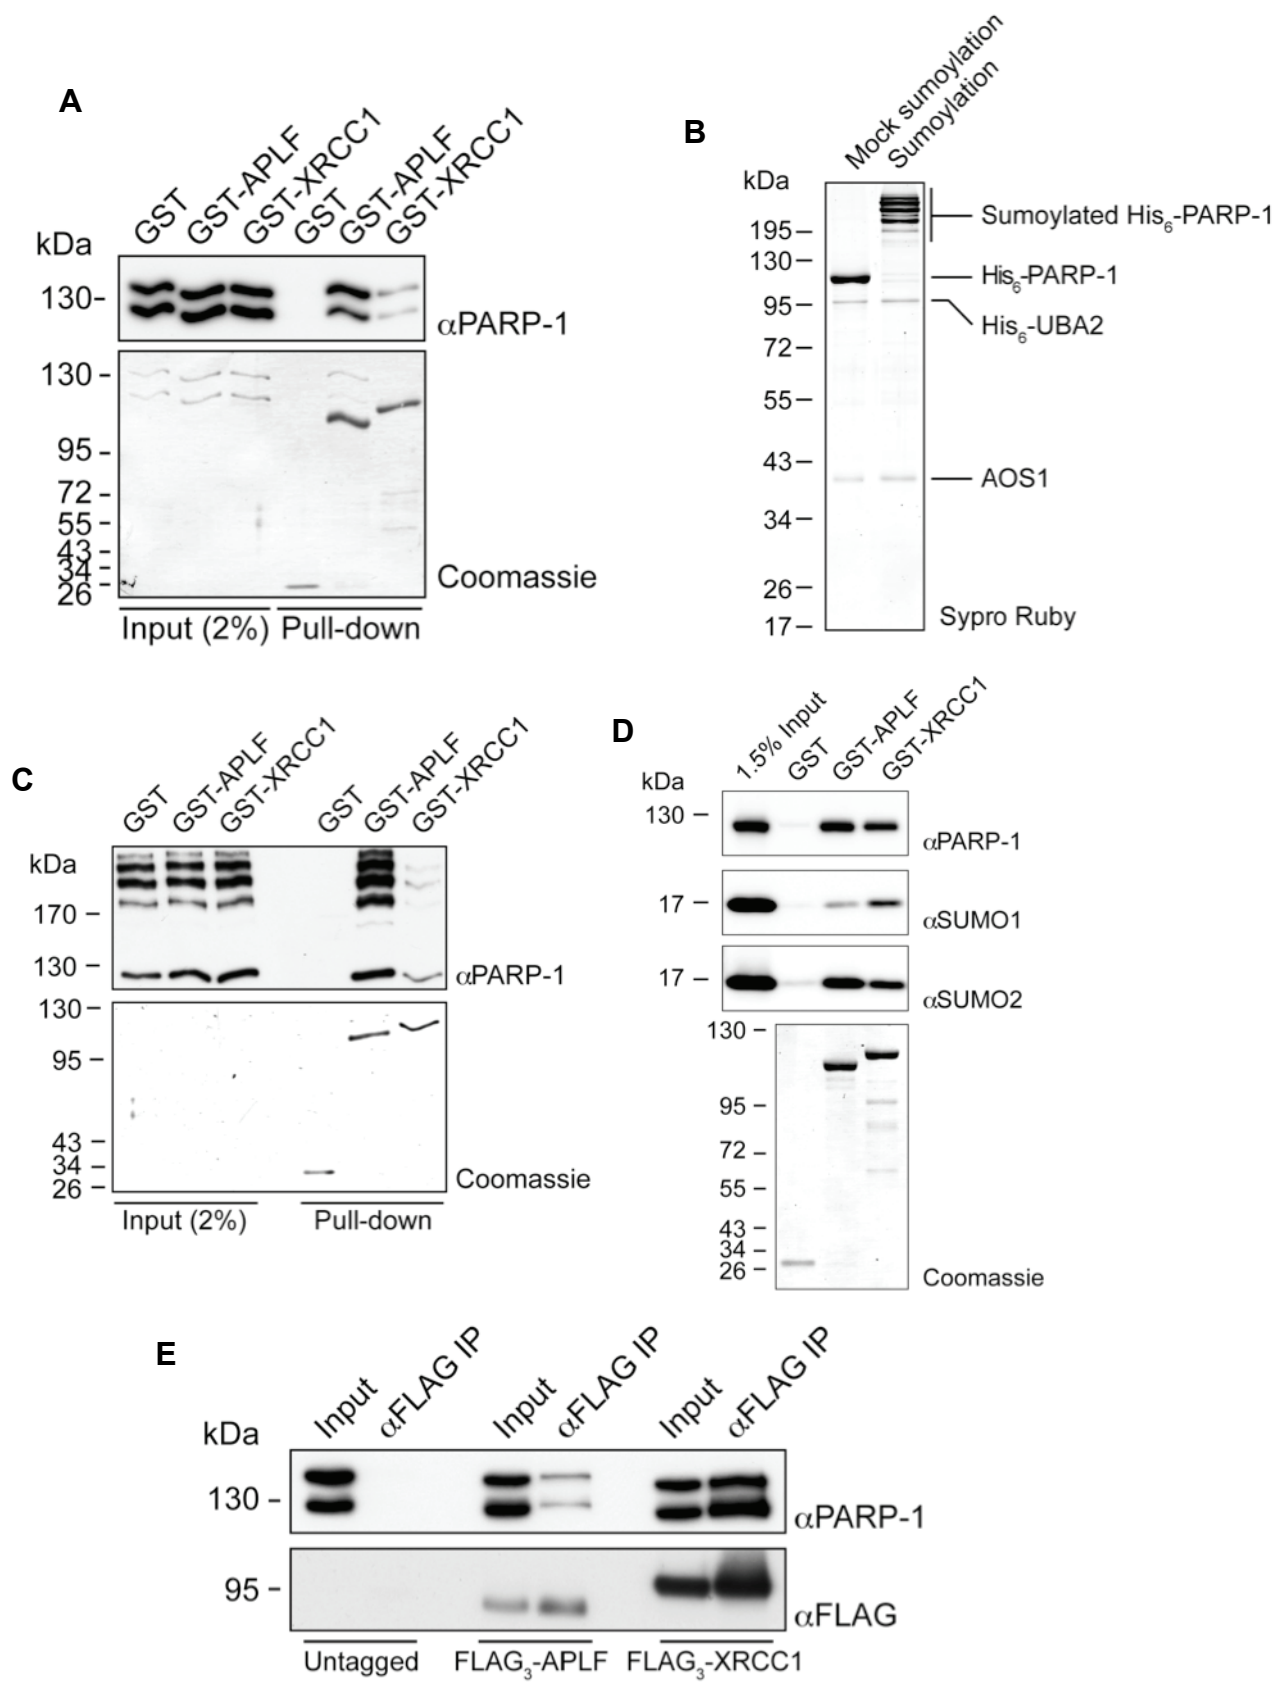 A
GST
GST-APLF
GST-XRCC1
GST
GST-APLF
GST-XRCC1
kDa
130-
αPARP-1
130 -
95 -
72 -
55 -
43 -
34 -
26 -
Coomassie
Input (2%) Pull-down
B
Mock sumoylation
Sumoylation
kDa
195
130
95
72
55
43
34
26
17
Sumoylated His6-PARP-1
His6-PARP-1
His6-UBA2
AOS1
Sypro Ruby
C
GST
GST-APLF
GST-XRCC1
GST
GST-APLF
GST-XRCC1
kDa
170
130
αPARP-1
130
95
43
34
26
Coomassie
Input (2%)
Pull-down
D
1.5% Input
GST
GST-APLF
GST-XRCC1
kDa
130
αPARP-1
17
αSUMO1
17
αSUMO2
130
95
72
55
43
34
26
Coomassie
E
Input
αFLAG IP
Input
αFLAG IP
Input
αFLAG IP
kDa
130 -
αPARP-1
95 -
αFLAG
Untagged FLAG3-APLF FLAG3-XRCC1